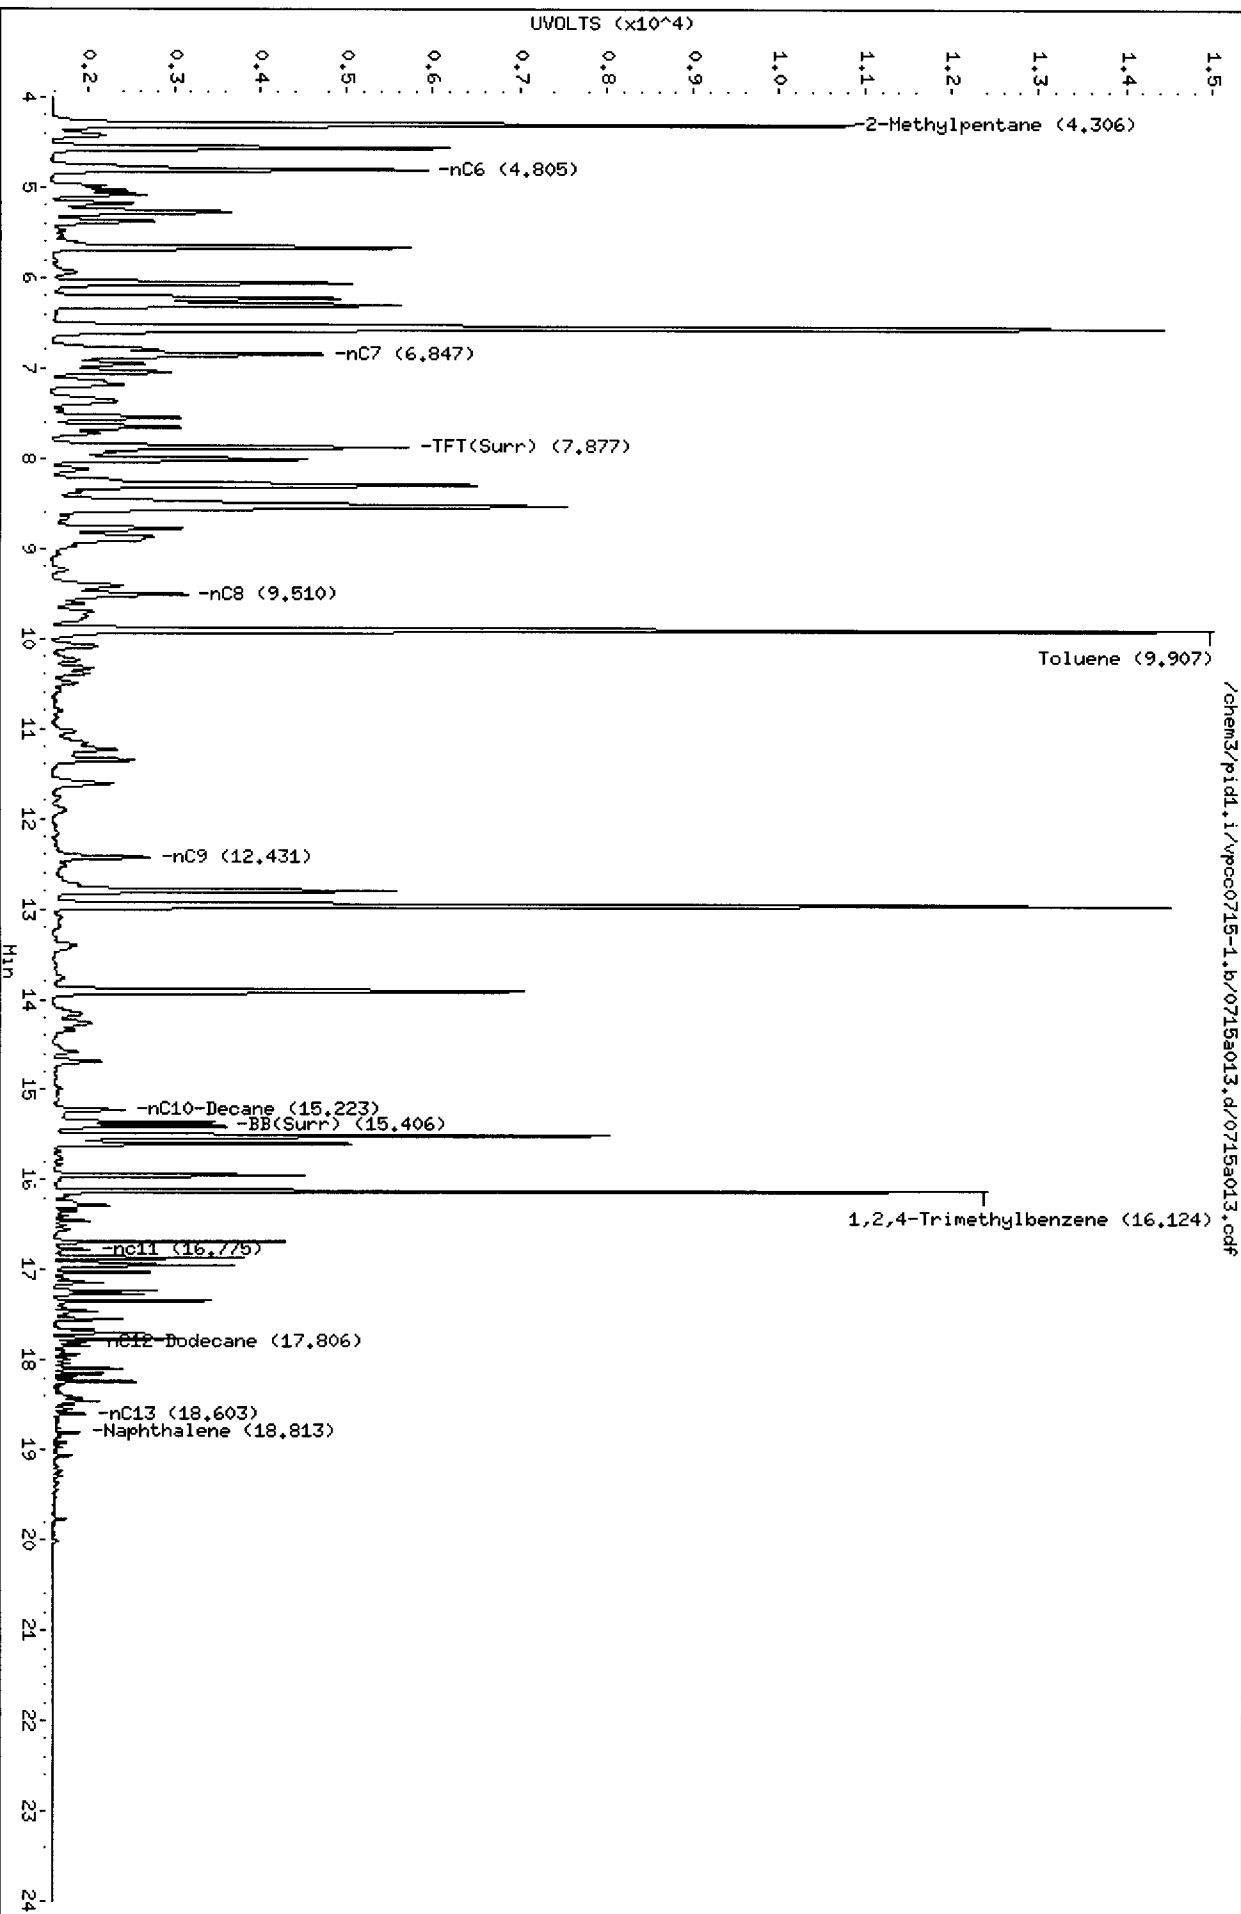 UVOLTS (x10^4)
0.2
0.3
0.4
0.5
0.6
0.7
0.8
0.9
1.0
1.1
1.2
1.3
1.4
1.5
/chem3/pid1.i/vpcc0715-1.b/0715a013.d/0715a013.cdf
-2-Methylpentane (4.306)
-nC6 (4.805)
-nC7 (6.847)
-TFT(Surr) (7.877)
-nC8 (9.510)
Toluene (9.907)
-nC9 (12.431)
-nC10-Decane (15.223)
-BB(Surr) (15.406)
1,2,4-Trimethylbenzene (16.124)
-nc11 (16.775)
-nC12-Dodecane (17.806)
-nC13 (18.603)
-Naphthalene (18.813)
4
5
6
7
8
9
10
11
12
13
14
15
16
17
18
19
20
21
22
23
24
Min